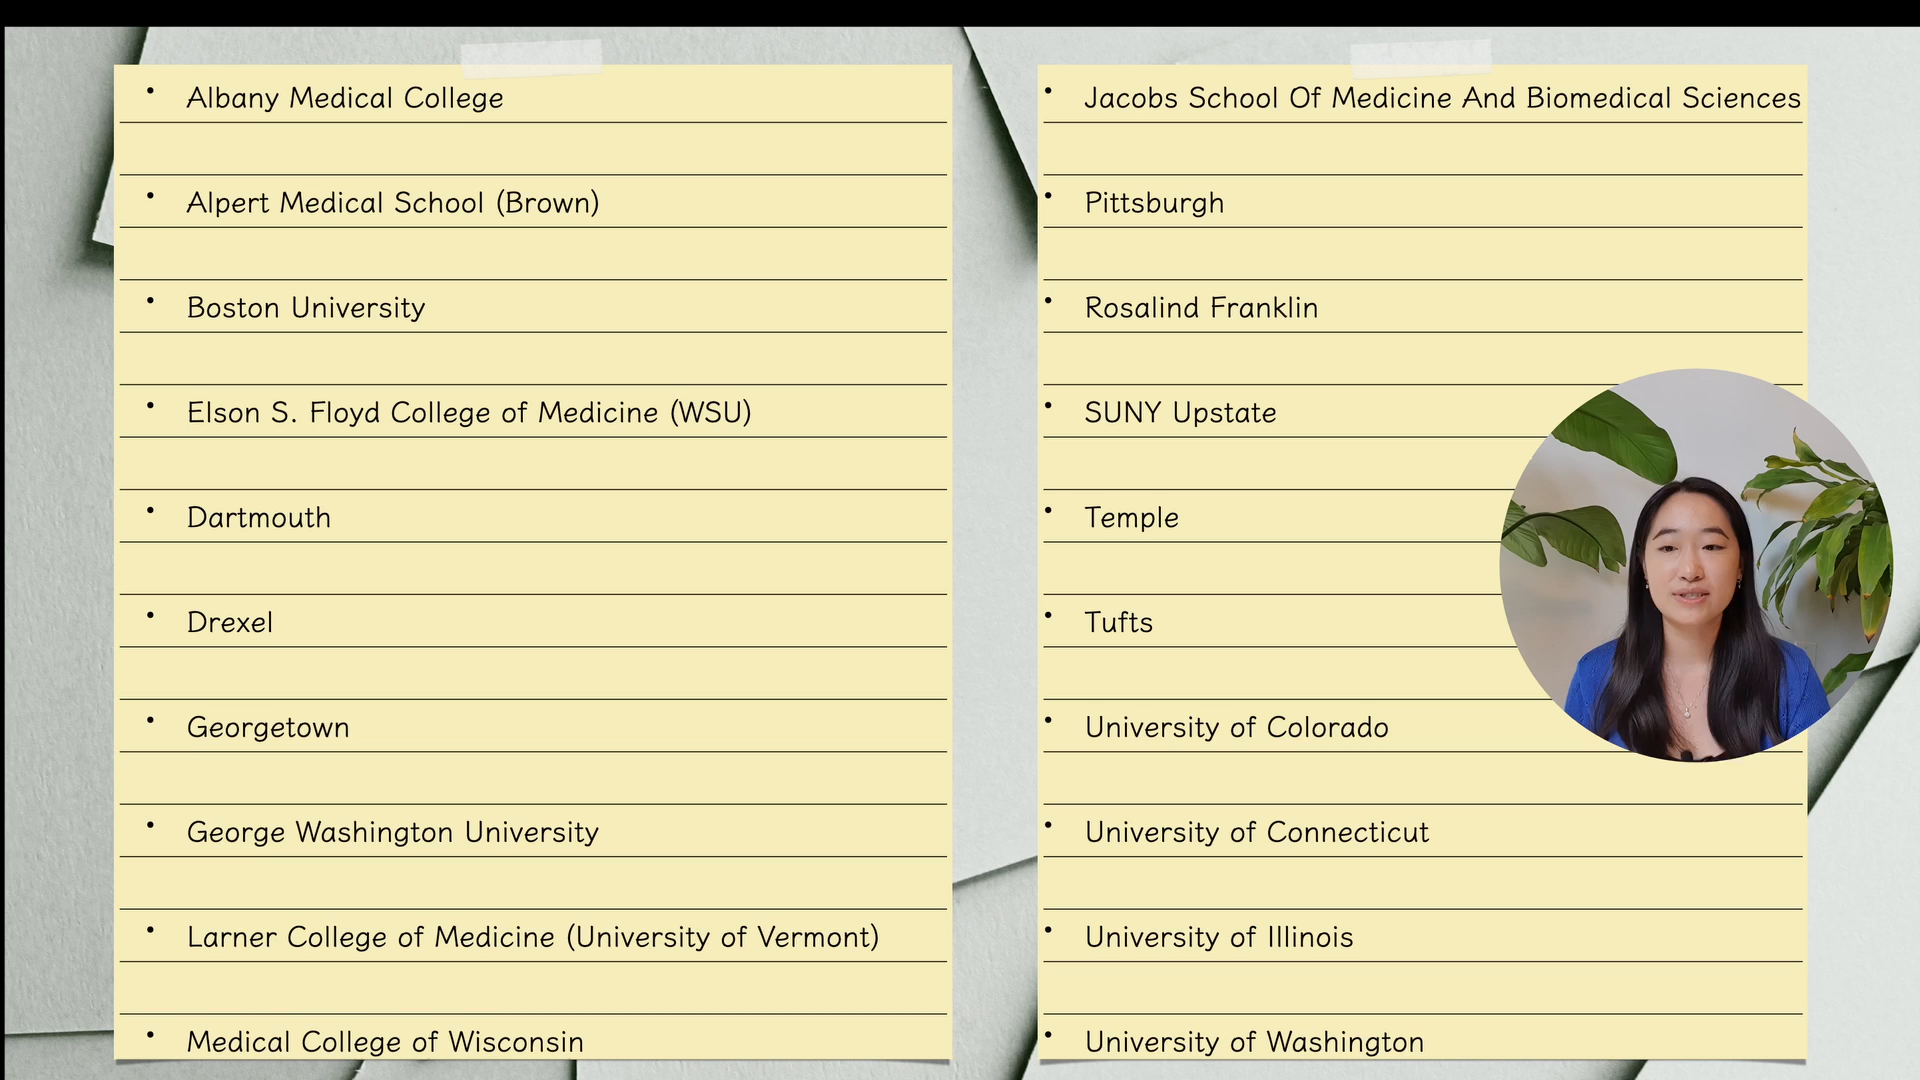 • Albany Medical College
• Alpert Medical School (Brown)
• Boston University
• Elson S. Floyd College of Medicine (WSU)
• Dartmouth
• Drexel
• Georgetown
• George Washington University
• Larner College of Medicine (University of Vermont)
• Medical College of Wisconsin
• Jacobs School Of Medicine And Biomedical Sciences
• Pittsburgh
• Rosalind Franklin
• SUNY Upstate
• Temple
• Tufts
• University of Colorado
• University of Connecticut
• University of Illinois
• University of Washington